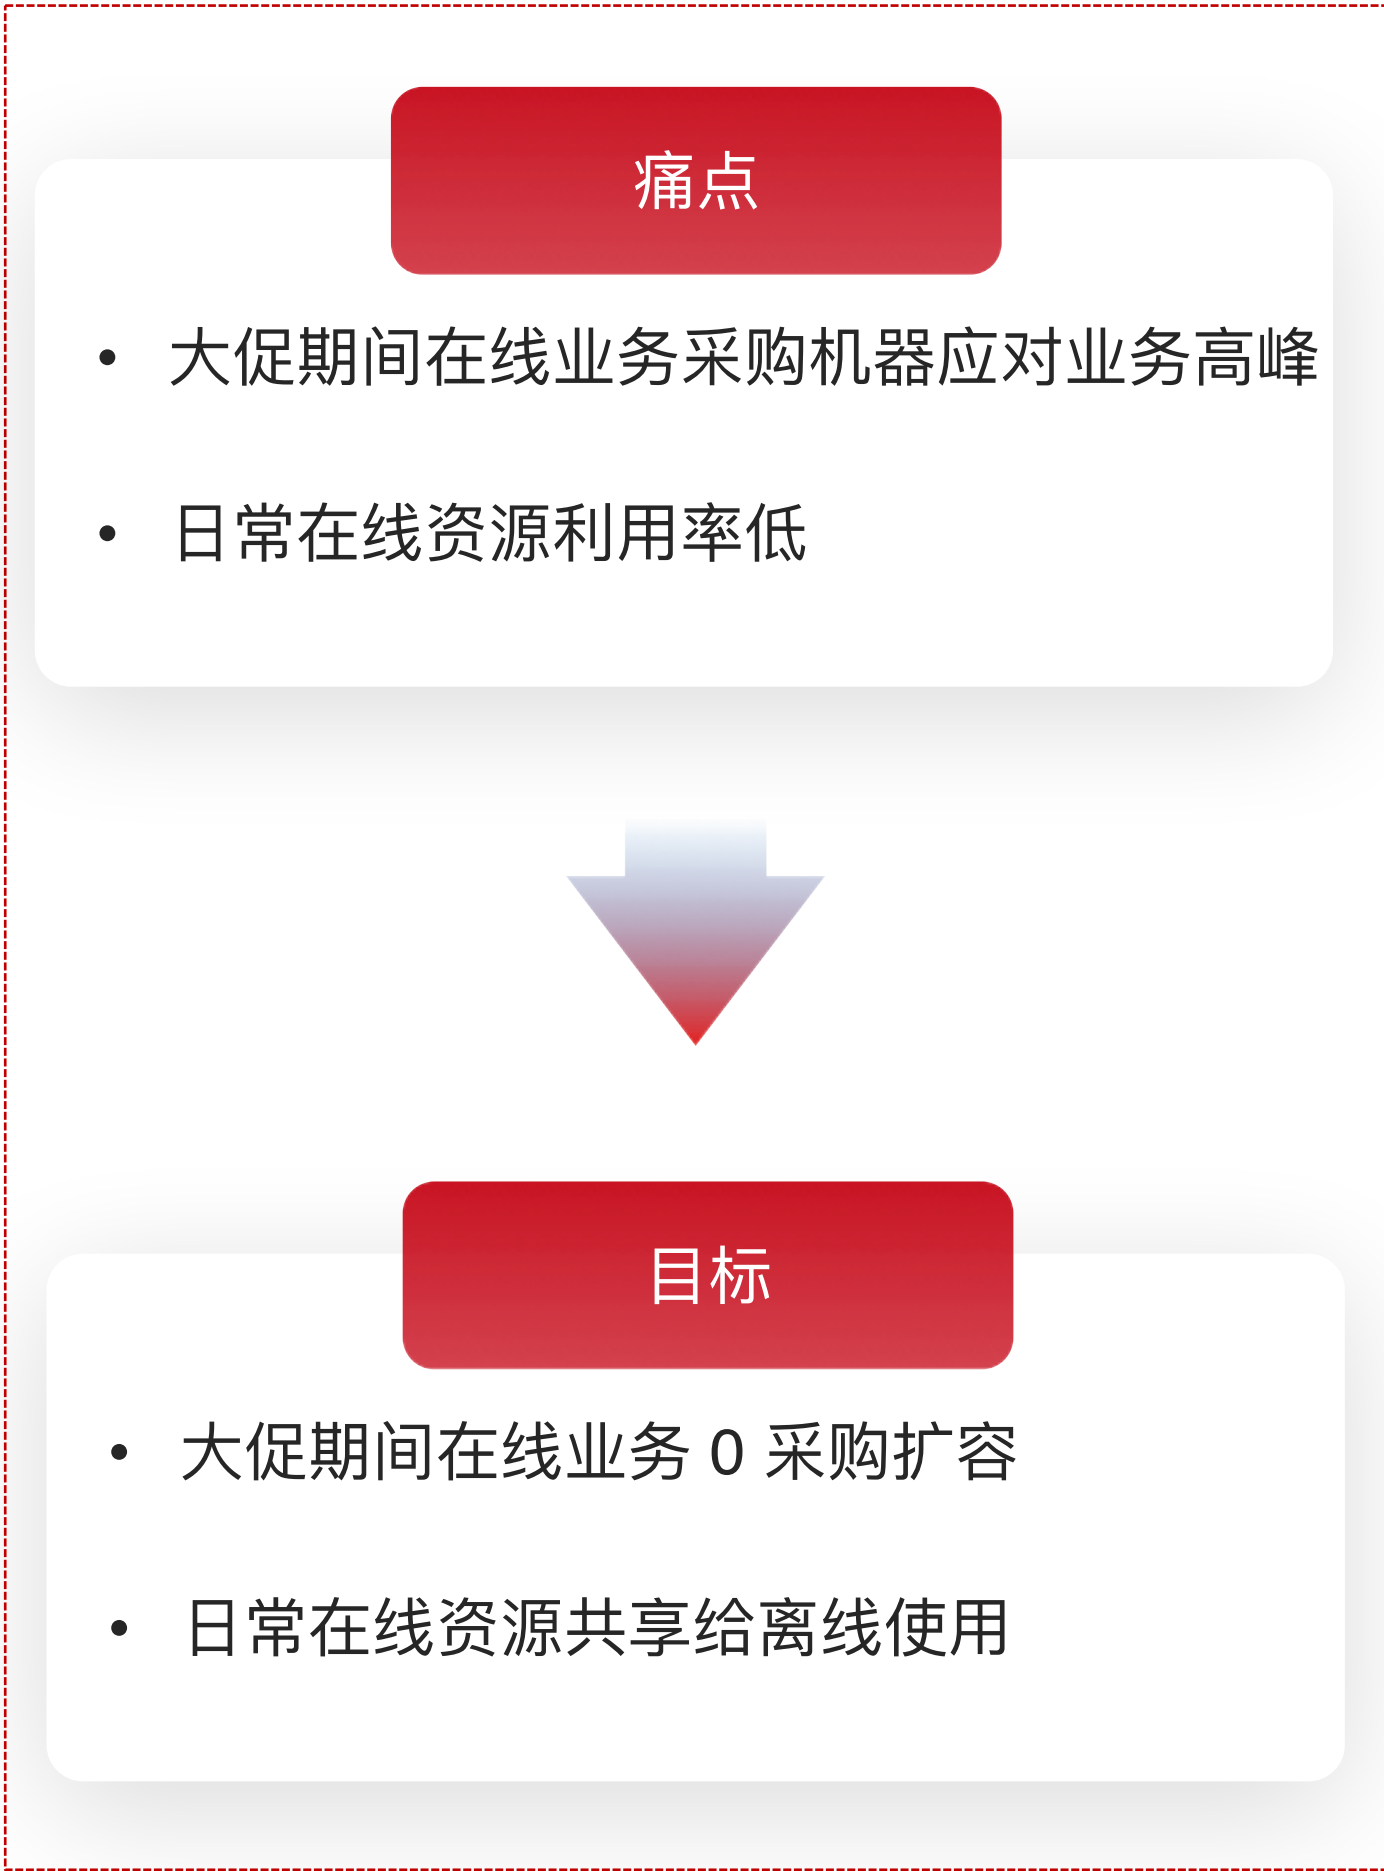 痛点
• 大促期间在线业务采购机器应对业务高峰
• 日常在线资源利用率低
目标
• 大促期间在线业务 0 采购扩容
• 日常在线资源共享给离线使用